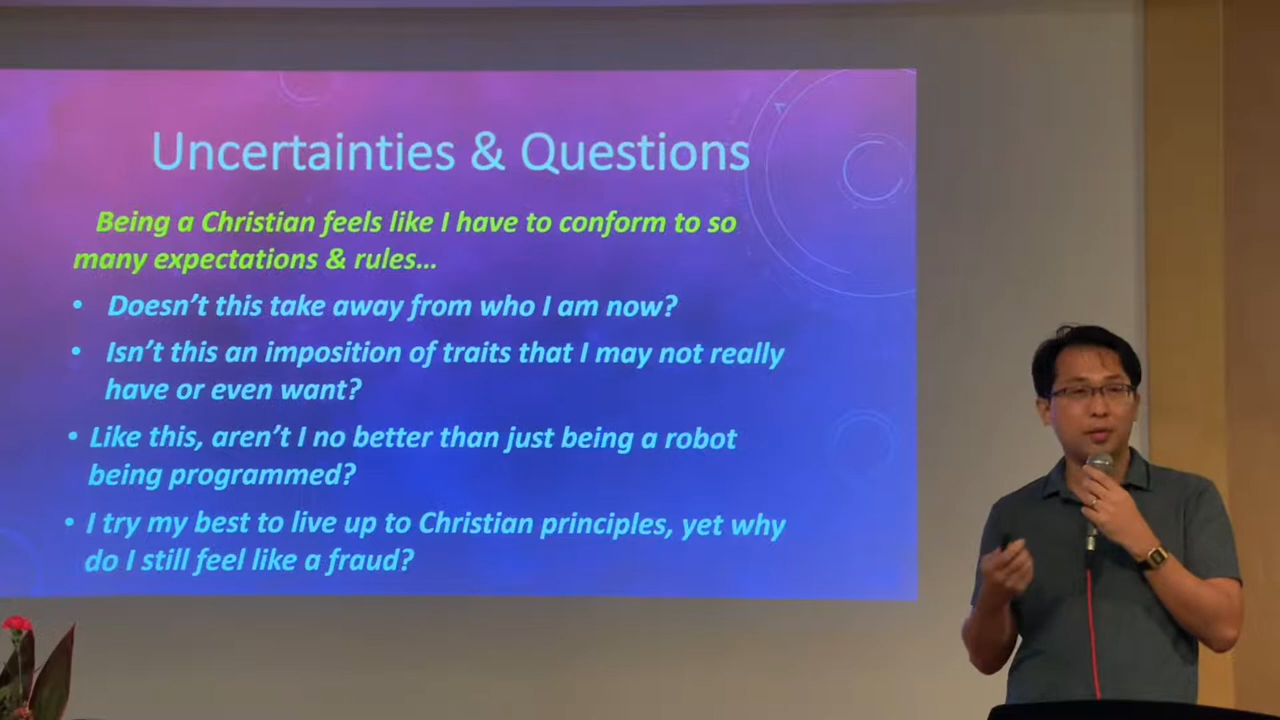 Uncertainties & Questions
Being a Christian feels like I have to conform to so
many expectations & rules...
• Doesn't this take away from who I am now?
• Isn't this an imposition of traits that I may not really
have or even want?
• Like this, aren't I no better than just being a robot
being programmed?
• I try my best to live up to Christian principles, yet why
do I still feel like a fraud?